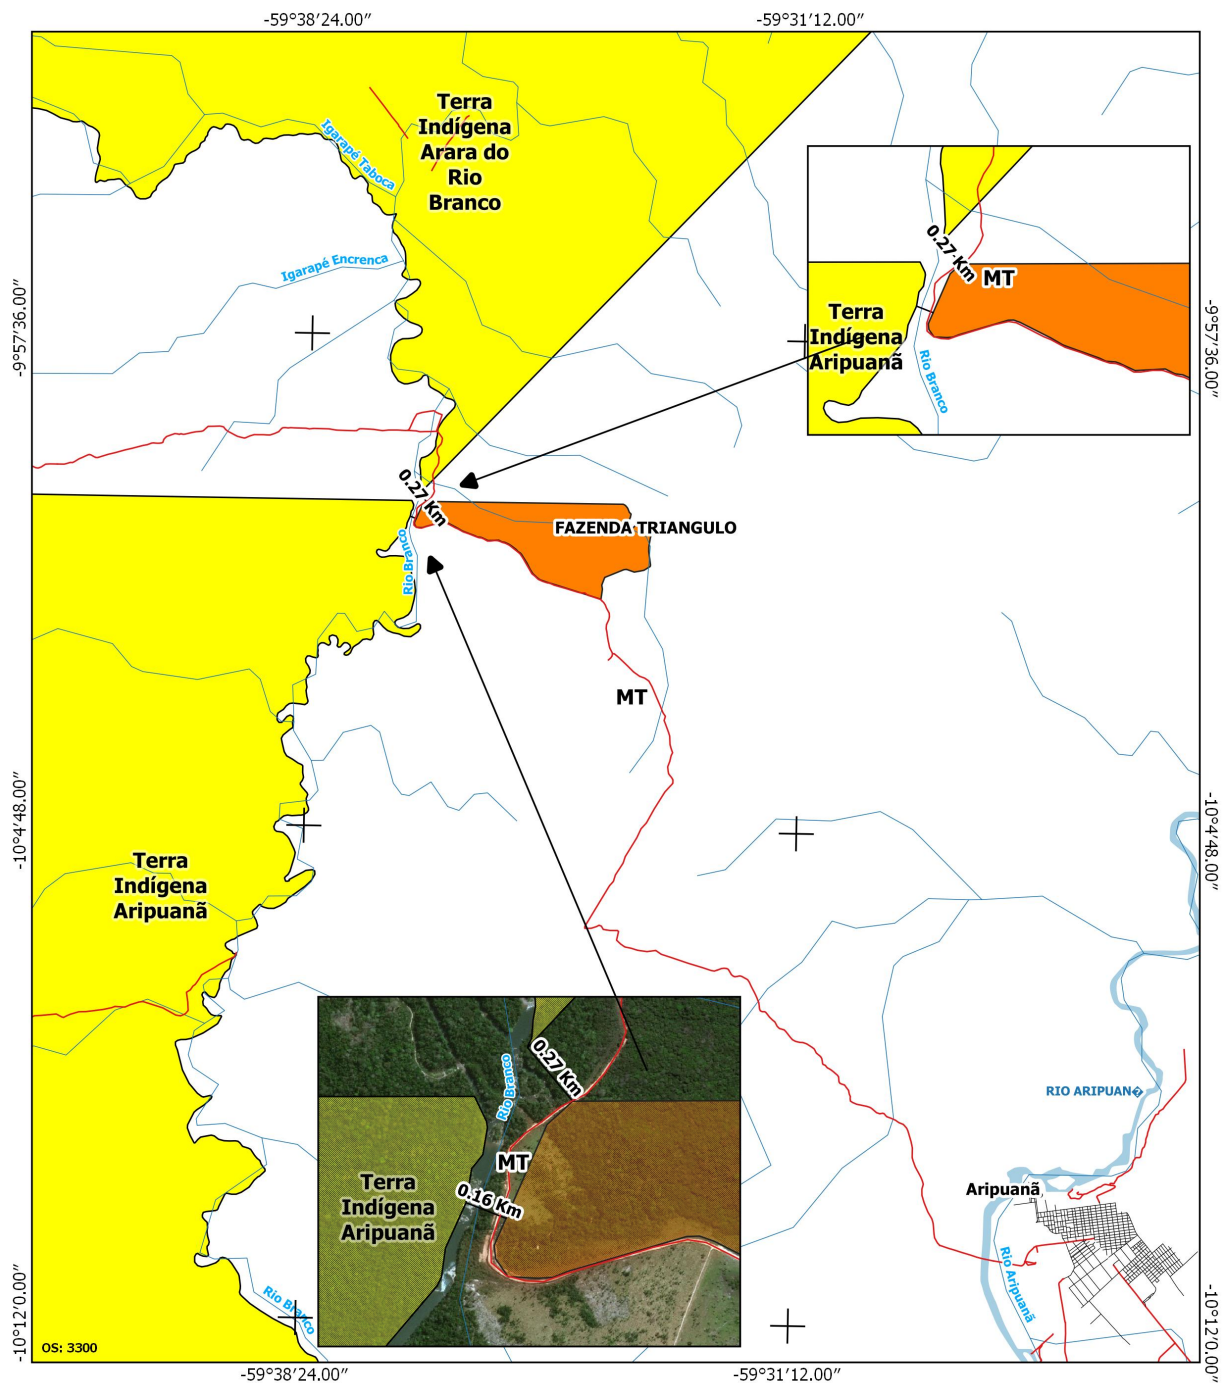 -59°38'24.00"
-59°31'12.00"
Terra
Indígena
Arara do
Rio
Branco
Igarapé Taboca
Igarapé Encrenca
-9°57'36.00"
-9°57'36.00"
0.27 Km
MT
Terra
Indígena
Aripuanã
Rio Branco
0.27 Km
FAZENDA TRIANGULO
Rio Branco
MT
-10°4'48.00"
-10°4'48.00"
Terra
Indígena
Aripuanã
0.27 Km
Rio Branco
MT
0.16 Km
Terra
Indígena
Aripuanã
RIO ARIPUAN�
Aripuanã
Rio Aripuanã
Rio Branco
-10°12'0.00"
-10°12'0.00"
OS: 3300
-59°38'24.00"
-59°31'12.00"